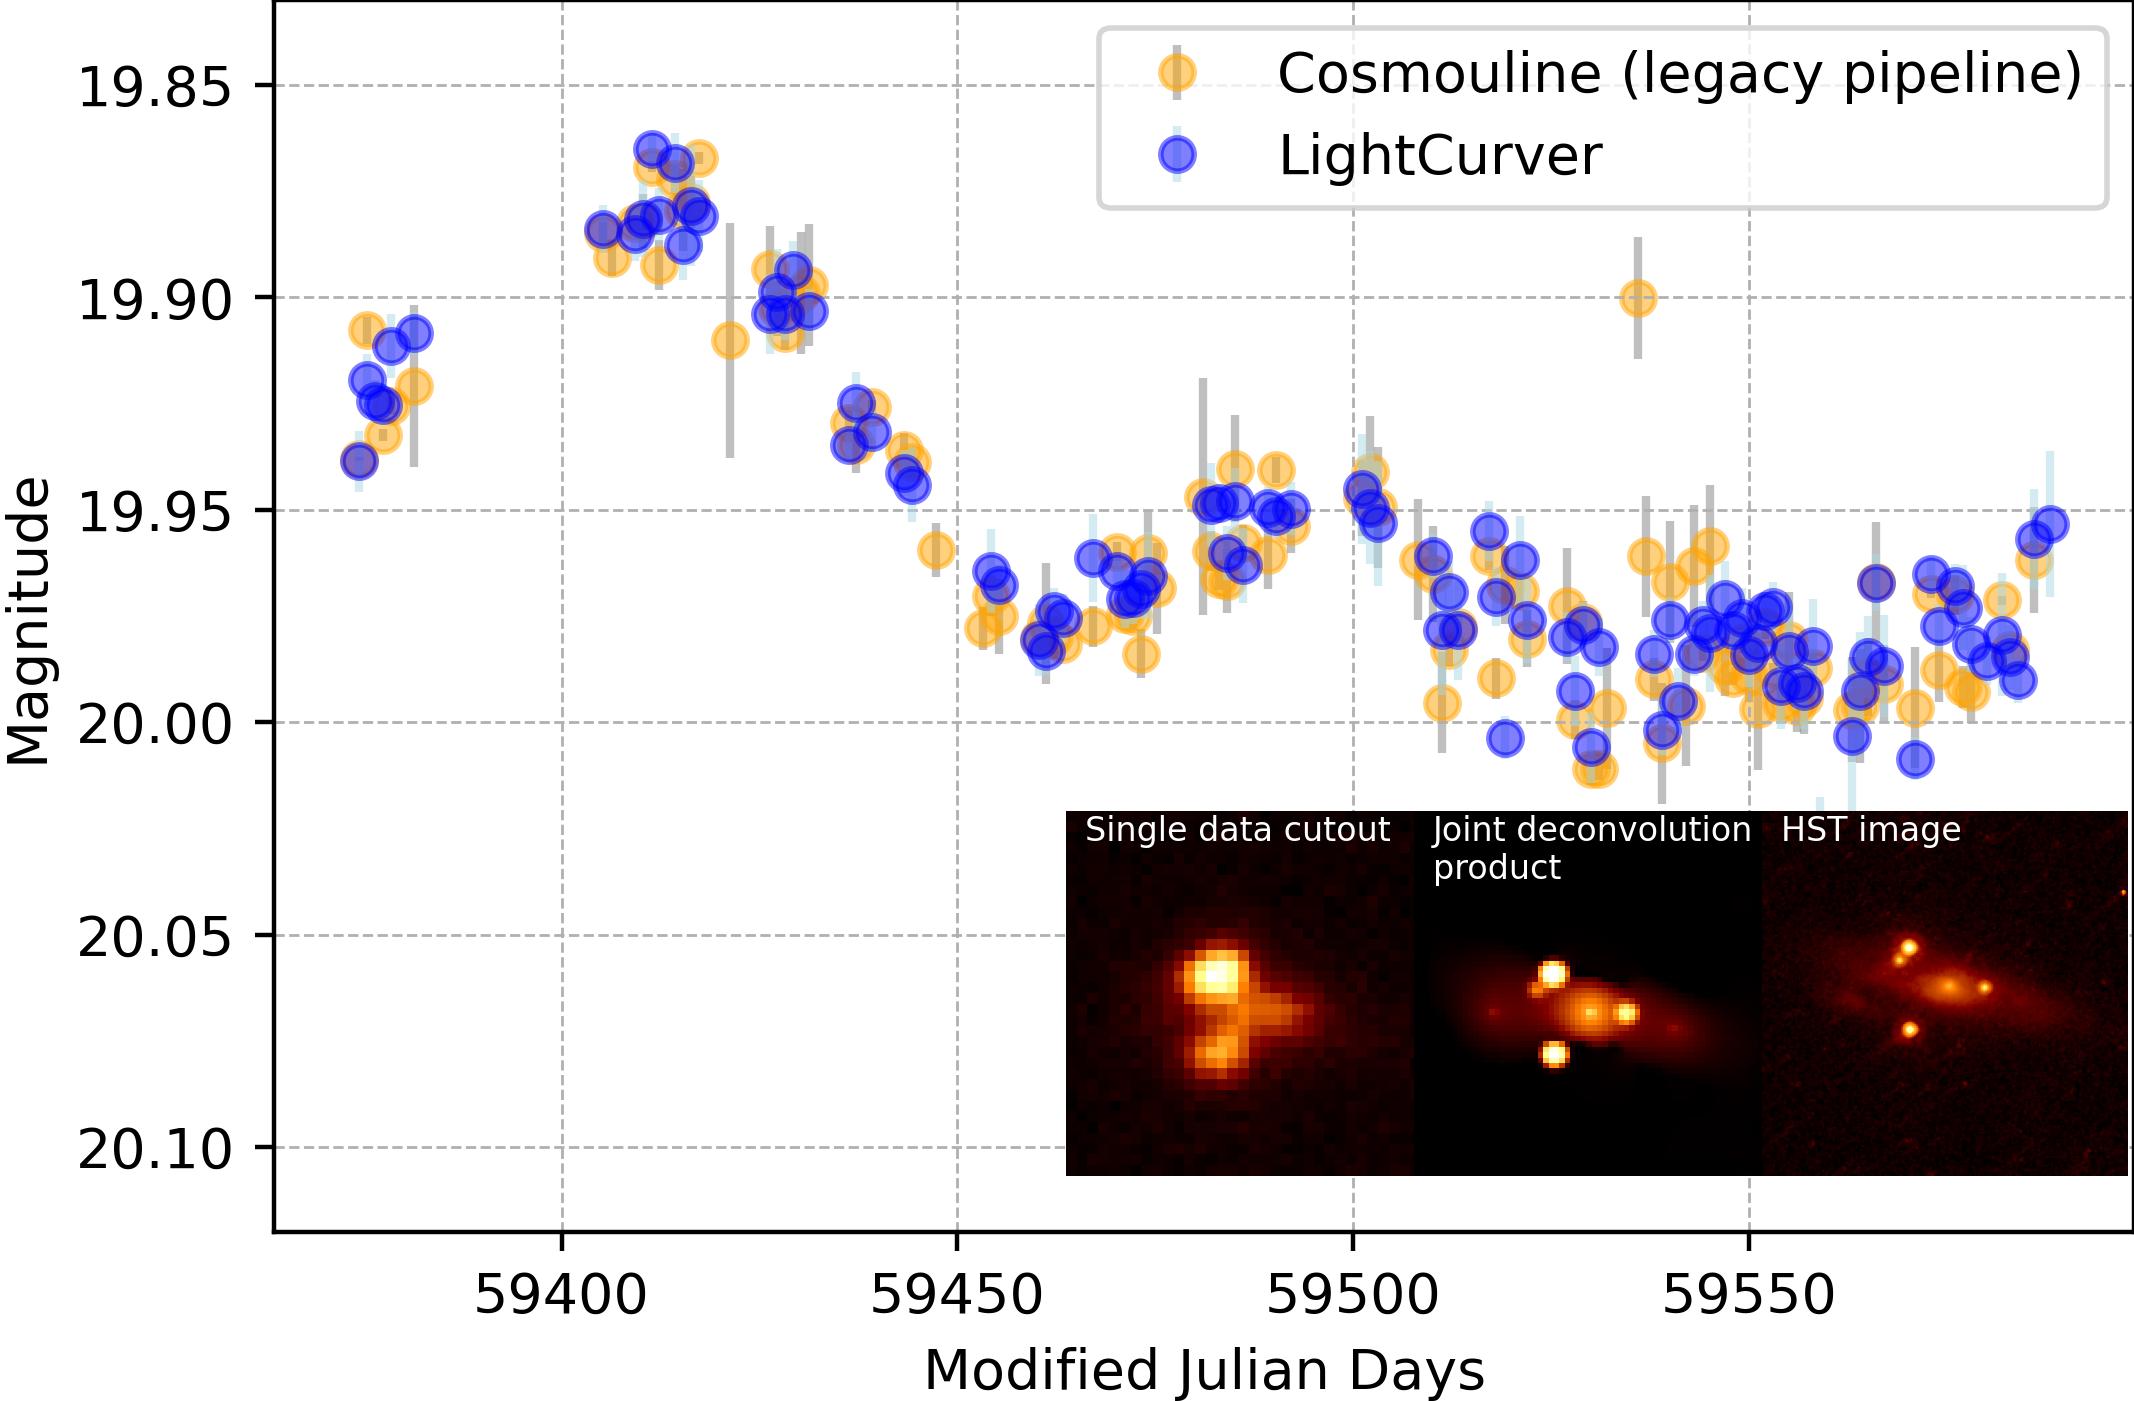 Cosmouline (legacy pipeline)
LightCurver
19.85
19.90
19.95
20.00
20.05
20.10
Magnitude
Single data cutout
Joint deconvolution
product
HST image
59400
59450
59500
59550
Modified Julian Days